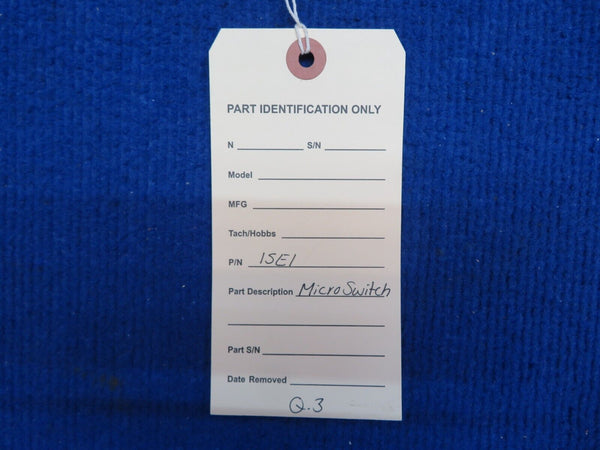 PART IDENTIFICATION ONLY
N S/N
Model
MFG
Tach/Hobbs
P/N 1SE1
Part Description MicroSwitch
Part S/N
Date Removed
Q.3